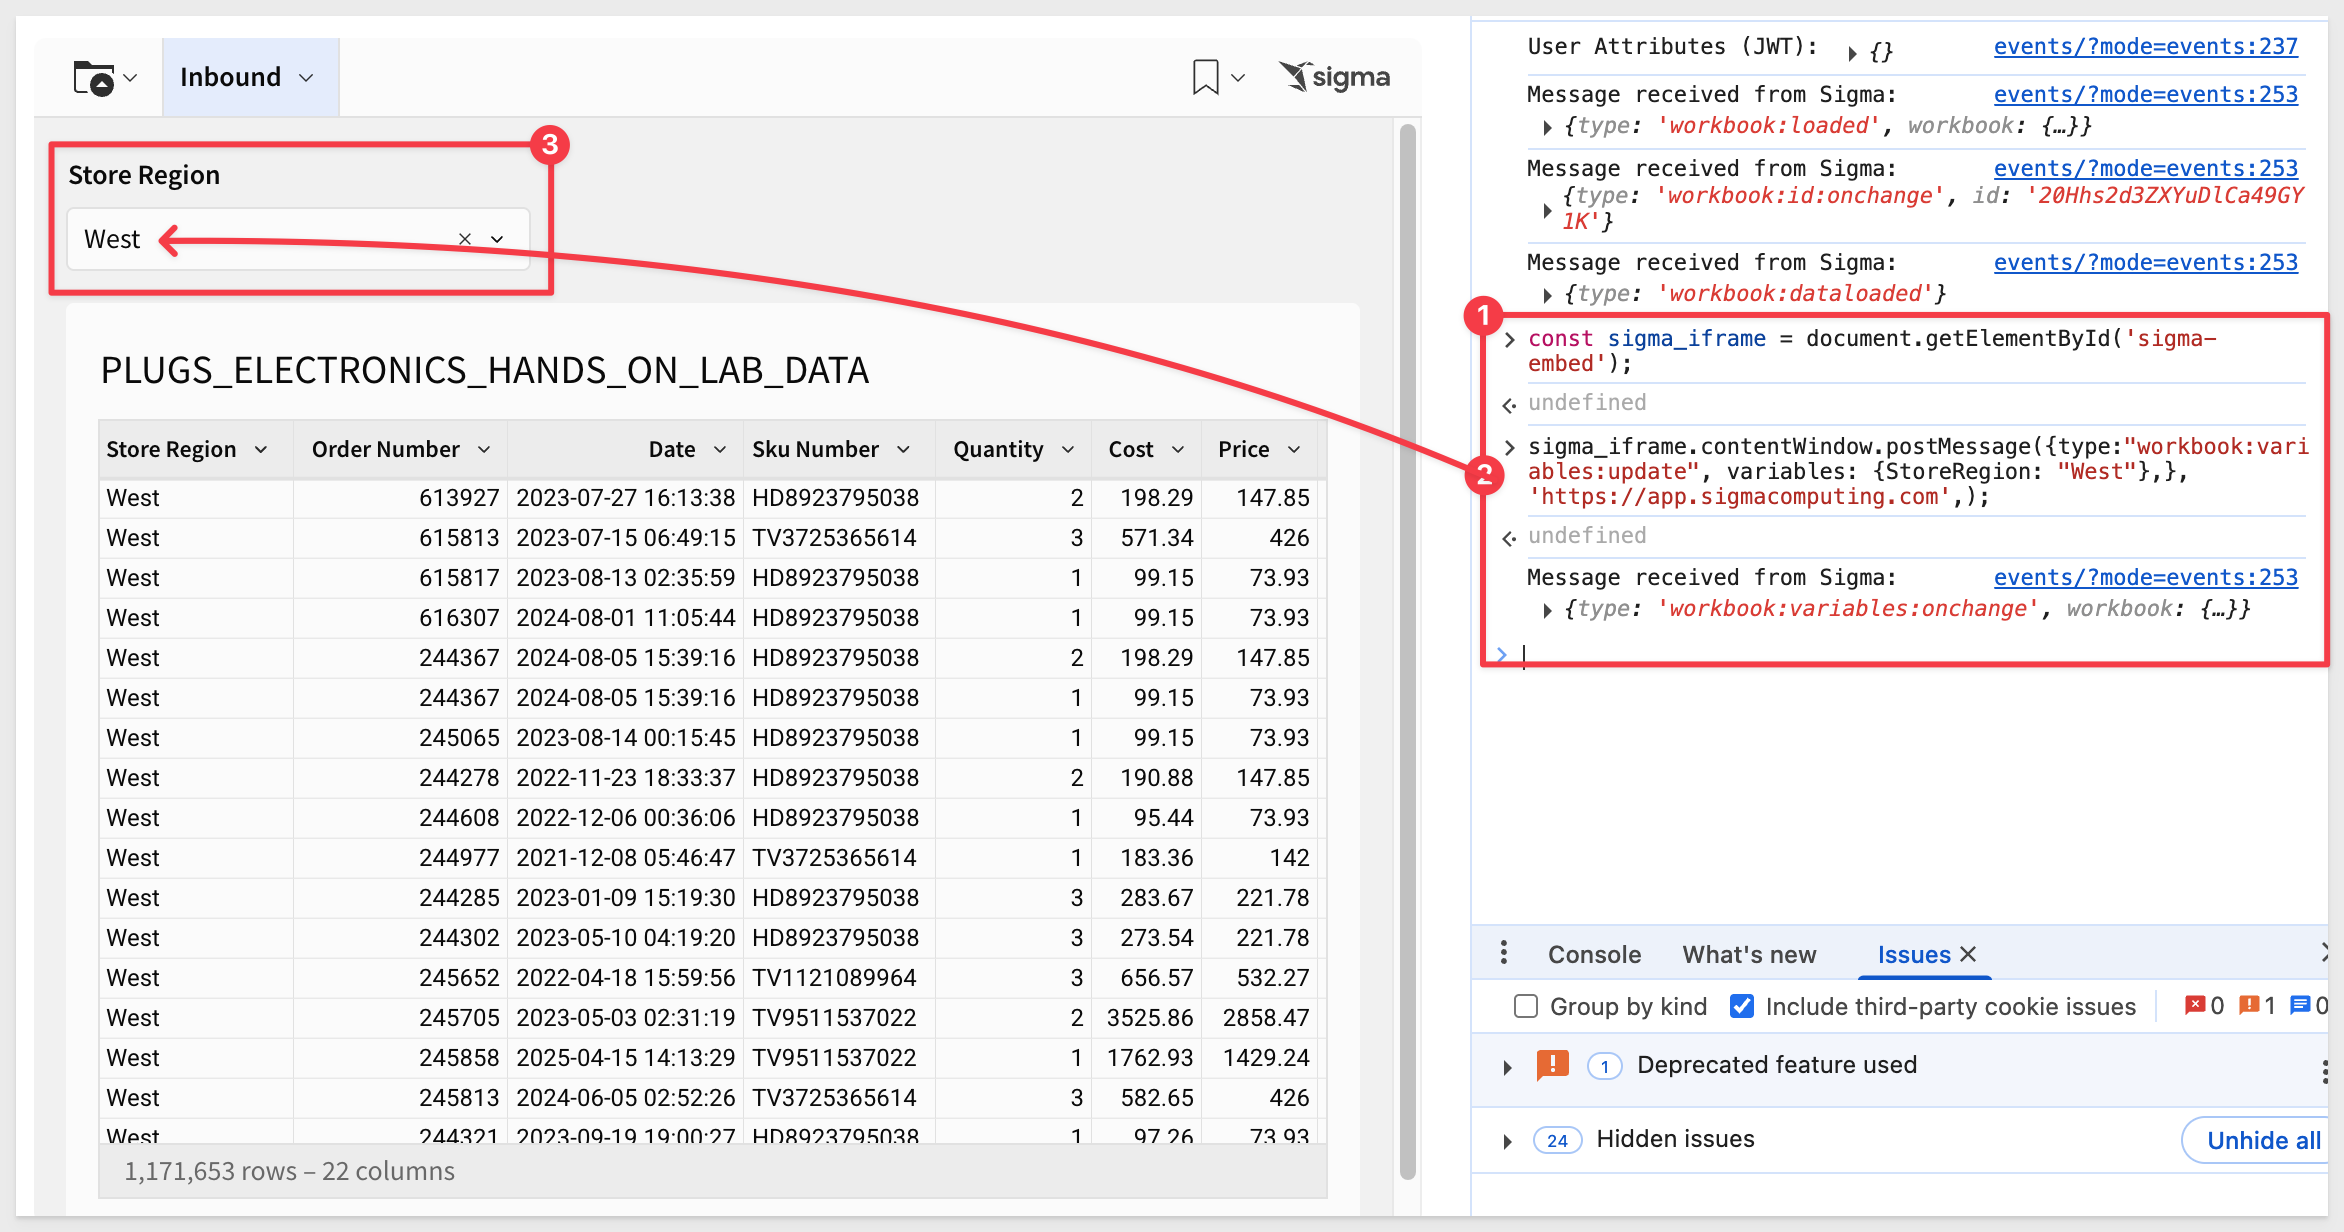 Inbound
sigma
3
Store Region
West
PLUGS_ELECTRONICS_HANDS_ON_LAB_DATA
Store Region Order Number Date Sku Number Quantity Cost Price
West 613927 2023-07-27 16:13:38 HD8923795038 2 198.29 147.85
West 615813 2023-07-15 06:49:15 TV3725365614 3 571.34 426
West 615817 2023-08-13 02:35:59 HD8923795038 1 99.15 73.93
West 616307 2024-08-01 11:05:44 HD8923795038 1 99.15 73.93
West 244367 2024-08-05 15:39:16 HD8923795038 2 198.29 147.85
West 244367 2024-08-05 15:39:16 HD8923795038 1 99.15 73.93
West 245065 2023-08-14 00:15:45 HD8923795038 1 99.15 73.93
West 244278 2022-11-23 18:33:37 HD8923795038 2 190.88 147.85
West 244608 2022-12-06 00:36:06 HD8923795038 1 95.44 73.93
West 244977 2021-12-08 05:46:47 TV3725365614 1 183.36 142
West 244285 2023-01-09 15:19:30 HD8923795038 3 283.67 221.78
West 244302 2023-05-10 04:19:20 HD8923795038 3 273.54 221.78
West 245652 2022-04-18 15:59:56 TV1121089964 3 656.57 532.27
West 245705 2023-05-03 02:31:19 TV9511537022 2 3525.86 2858.47
West 245858 2025-04-15 14:13:29 TV9511537022 1 1762.93 1429.24
West 245813 2024-06-05 02:52:26 TV3725365614 3 582.65 426
West 244321 2023-09-19 19:00:27 HD8923795038 1 97.26 73.93
1,171,653 rows – 22 columns
User Attributes (JWT): {} events/?mode=events:237
Message received from Sigma: events/?mode=events:253
{type: 'workbook:loaded', workbook: {…}}
Message received from Sigma: events/?mode=events:253
{type: 'workbook:id:onchange', id: '20Hhs2d3ZXYuDlCa49GY
1K'}
Message received from Sigma: events/?mode=events:253
{type: 'workbook:dataloaded'}
1
const sigma_iframe = document.getElementById('sigma-
embed');
undefined
2
sigma_iframe.contentWindow.postMessage({type:"workbook:vari
ables:update", variables: {StoreRegion: "West"},},
'https://app.sigmacomputing.com',);
undefined
Message received from Sigma: events/?mode=events:253
{type: 'workbook:variables:onchange', workbook: {…}}
Console What's new Issues
Group by kind Include third-party cookie issues 0 1 0
1 Deprecated feature used
24 Hidden issues Unhide all